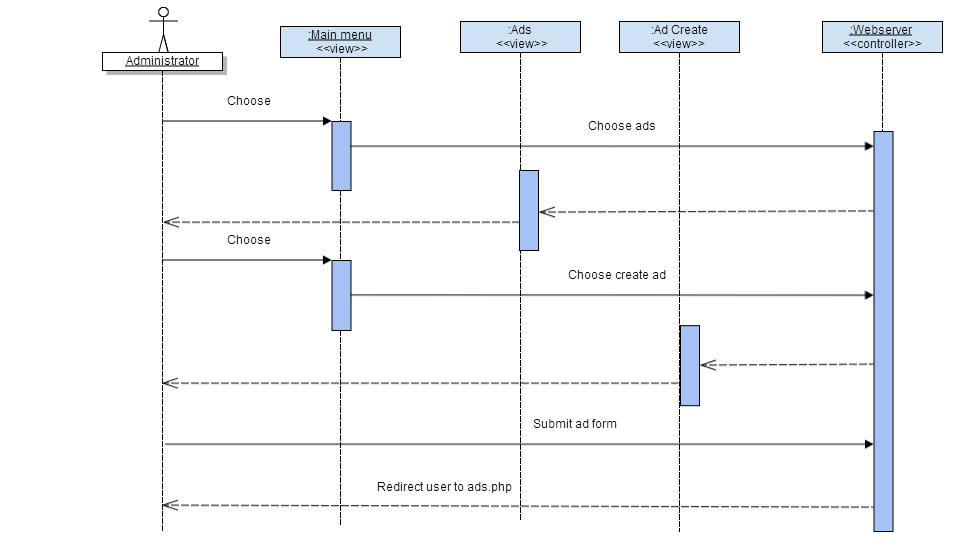 :Main menu
<<view>>
:Ads
<<view>>
:Ad Create
<<view>>
:Webserver
<<controller>>
Administrator
Choose
Choose ads
Choose
Choose create ad
Submit ad form
Redirect user to ads.php